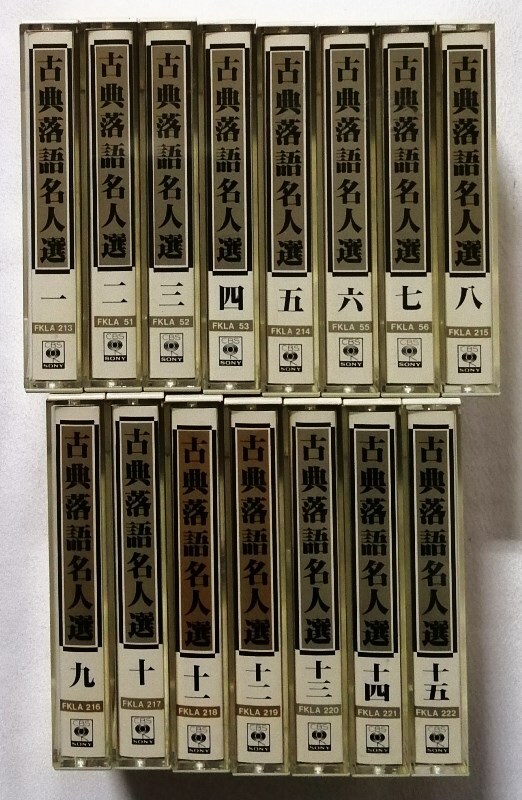 古典落語名人選
一
FKLA 213
CBS
SONY
古典落語名人選
二
FKLA 51
CBS
SONY
古典落語名人選
三
FKLA 52
CBS
SONY
古典落語名人選
四
FKLA 53
CBS
SONY
古典落語名人選
五
FKLA 214
CBS
SONY
古典落語名人選
六
FKLA 55
CBS
SONY
古典落語名人選
七
FKLA 56
CBS
SONY
古典落語名人選
八
FKLA 215
CBS
SONY
古典落語名人選
九
FKLA 216
CBS
SONY
古典落語名人選
十
FKLA 217
CBS
SONY
古典落語名人選
十一
FKLA 218
CBS
SONY
古典落語名人選
十二
FKLA 219
CBS
SONY
古典落語名人選
十三
FKLA 220
CBS
SONY
古典落語名人選
十四
FKLA 221
CBS
SONY
古典落語名人選
十五
FKLA 222
CBS
SONY